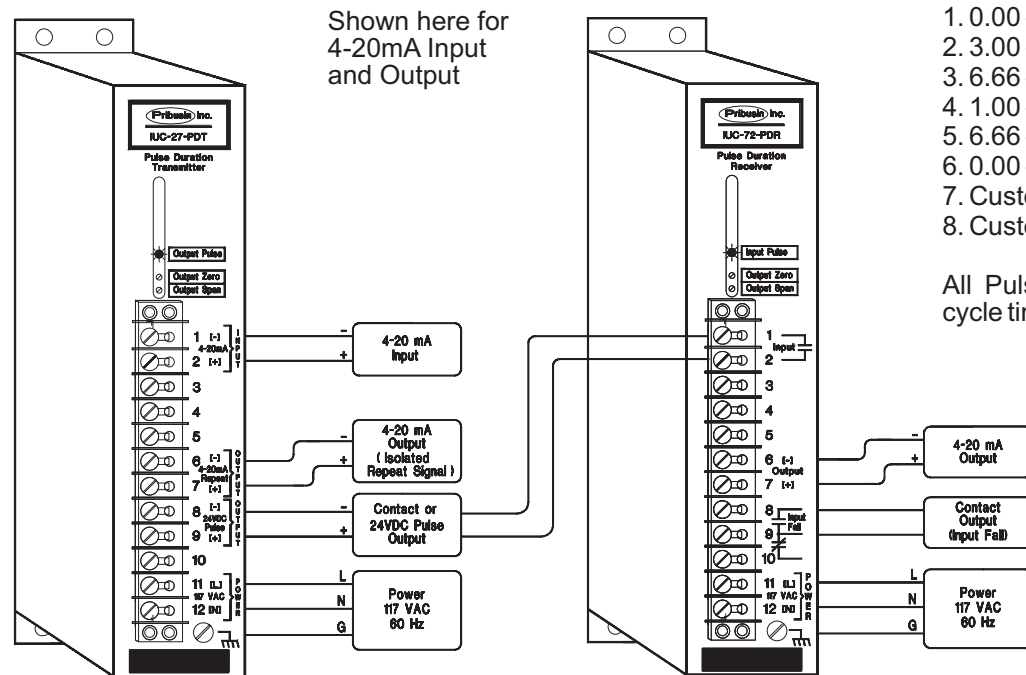 Shown here for
4-20mA Input
and Output
Pribusin Inc.
IUC-27-PDT
Pulse Duration
Transmitter
Output Pulse
Output Zero
Output Span
1 [-]
4-20mA
2 [+]
INPUT
3
4
5
6 [-]
4-20mA
Repeat
7 [+]
OUTPUT
8 [-]
24VDC
Pulse
9 [+]
OUTPUT
10
11 [L]
117 VAC
12 [N]
POWER
-
+
4-20 mA
Input
-
+
4-20 mA
Output
( Isolated
Repeat Signal )
-
+
Contact or
24VDC Pulse
Output
L
N
G
Power
117 VAC
60 Hz
Pribusin Inc.
IUC-72-PDR
Pulse Duration
Receiver
Input Pulse
Output Zero
Output Span
1
Input
2
3
4
5
6 [-]
Output
7 [+]
8
Input
Fail
9
10
11 [L]
117 VAC
12 [N]
POWER
-
+
4-20 mA
Output
Contact
Output
(Input Fail)
L
N
G
Power
117 VAC
60 Hz
1. 0.00
2. 3.00
3. 6.66
4. 1.00
5. 6.66
6. 0.00
7. Custo
8. Custo
All Puls
cycle tin